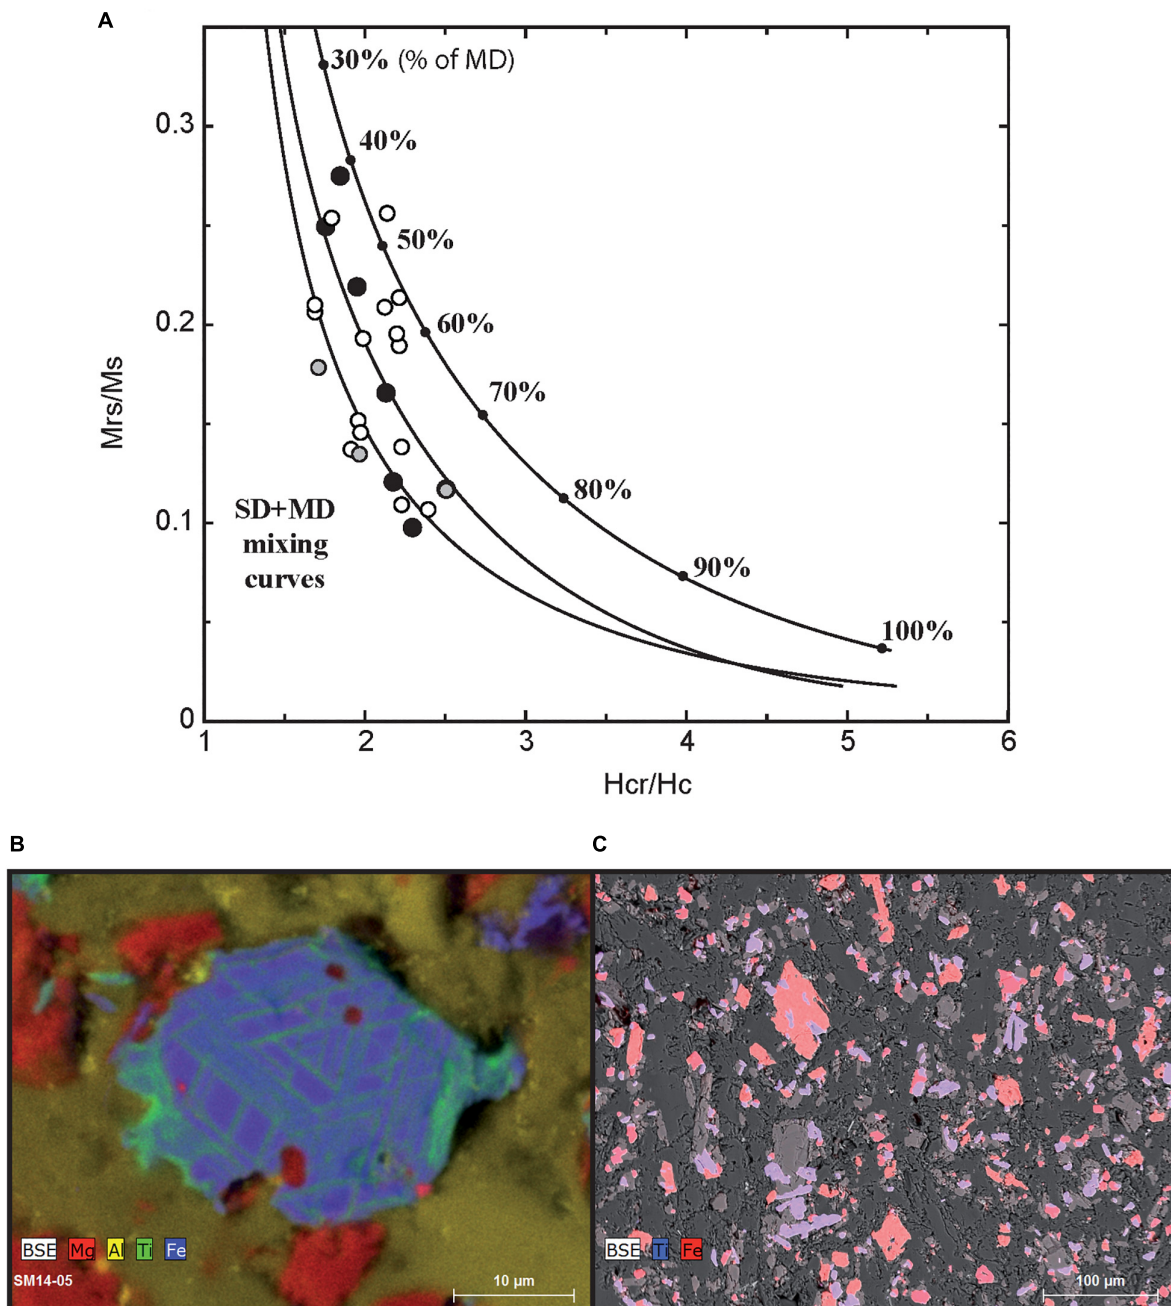 A
30% (% of MD)
40%
50%
60%
70%
80%
90%
100%
0.3
0.2
0.1
0
Mrs/Ms
SD+MD
mixing
curves
1 2 3 4 5 6
Hcr/Hc
B
C
BSE Mg Al Ti Fe
SM14-05
10 µm
BSE Ti Fe
100 µm